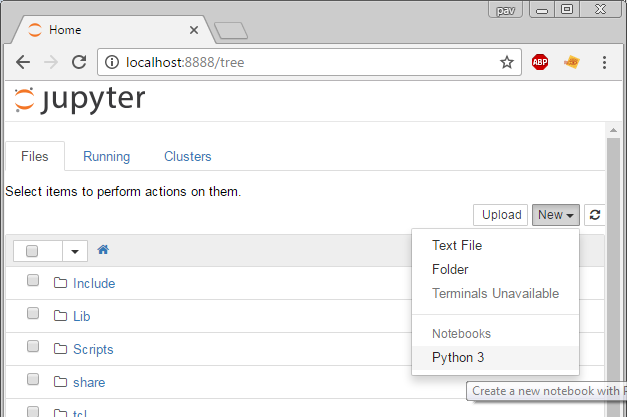 pav
Home
localhost:8888/tree
ABP
jupyter
Files Running Clusters
Select items to perform actions on them.
Upload New
Text File
Folder
Terminals Unavailable
Notebooks
Python 3
Create a new notebook with P
Include
Lib
Scripts
share
tcl